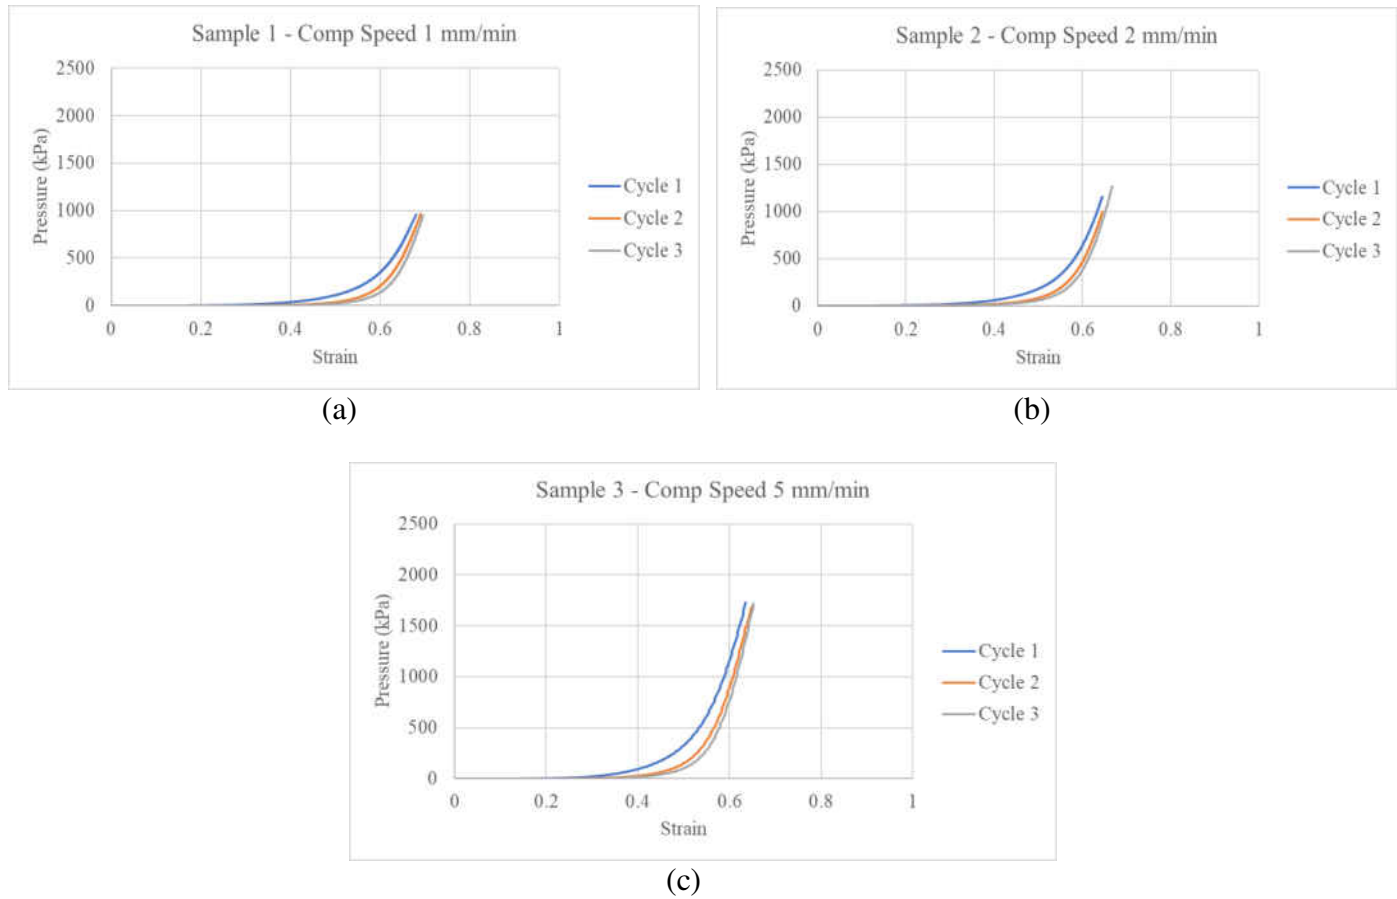 Sample 1 - Comp Speed 1 mm/min
2500
2000
1500
1000
500
0
Pressure (kPa)
0 0.2 0.4 0.6 0.8 1
Strain
Cycle 1
Cycle 2
Cycle 3
(a)
Sample 2 - Comp Speed 2 mm/min
2500
2000
1500
1000
500
0
Pressure (kPa)
0 0.2 0.4 0.6 0.8 1
Strain
Cycle 1
Cycle 2
Cycle 3
(b)
Sample 3 - Comp Speed 5 mm/min
2500
2000
1500
1000
500
0
Pressure (kPa)
0 0.2 0.4 0.6 0.8 1
Strain
Cycle 1
Cycle 2
Cycle 3
(c)